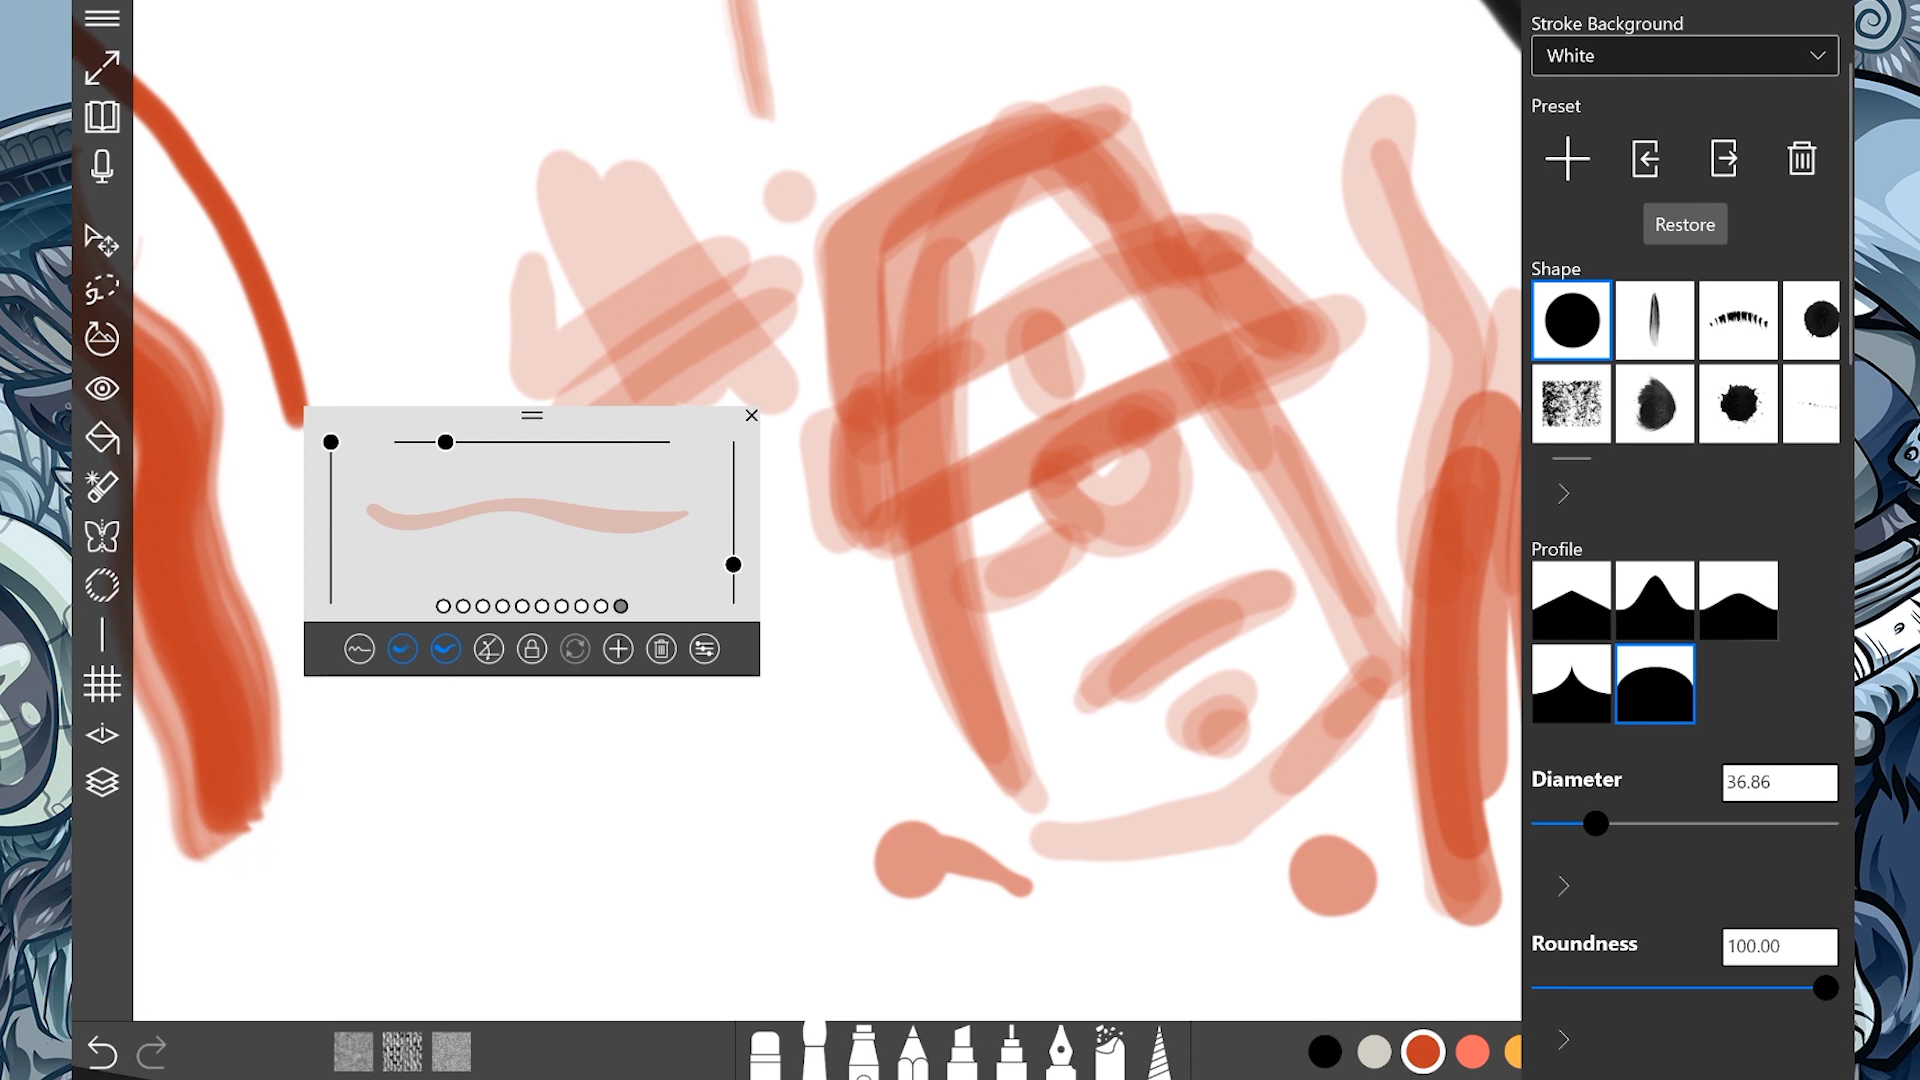 Stroke Background
White
Preset
Restore
Shape
Profile
Diameter
36.86
Roundness
100.00